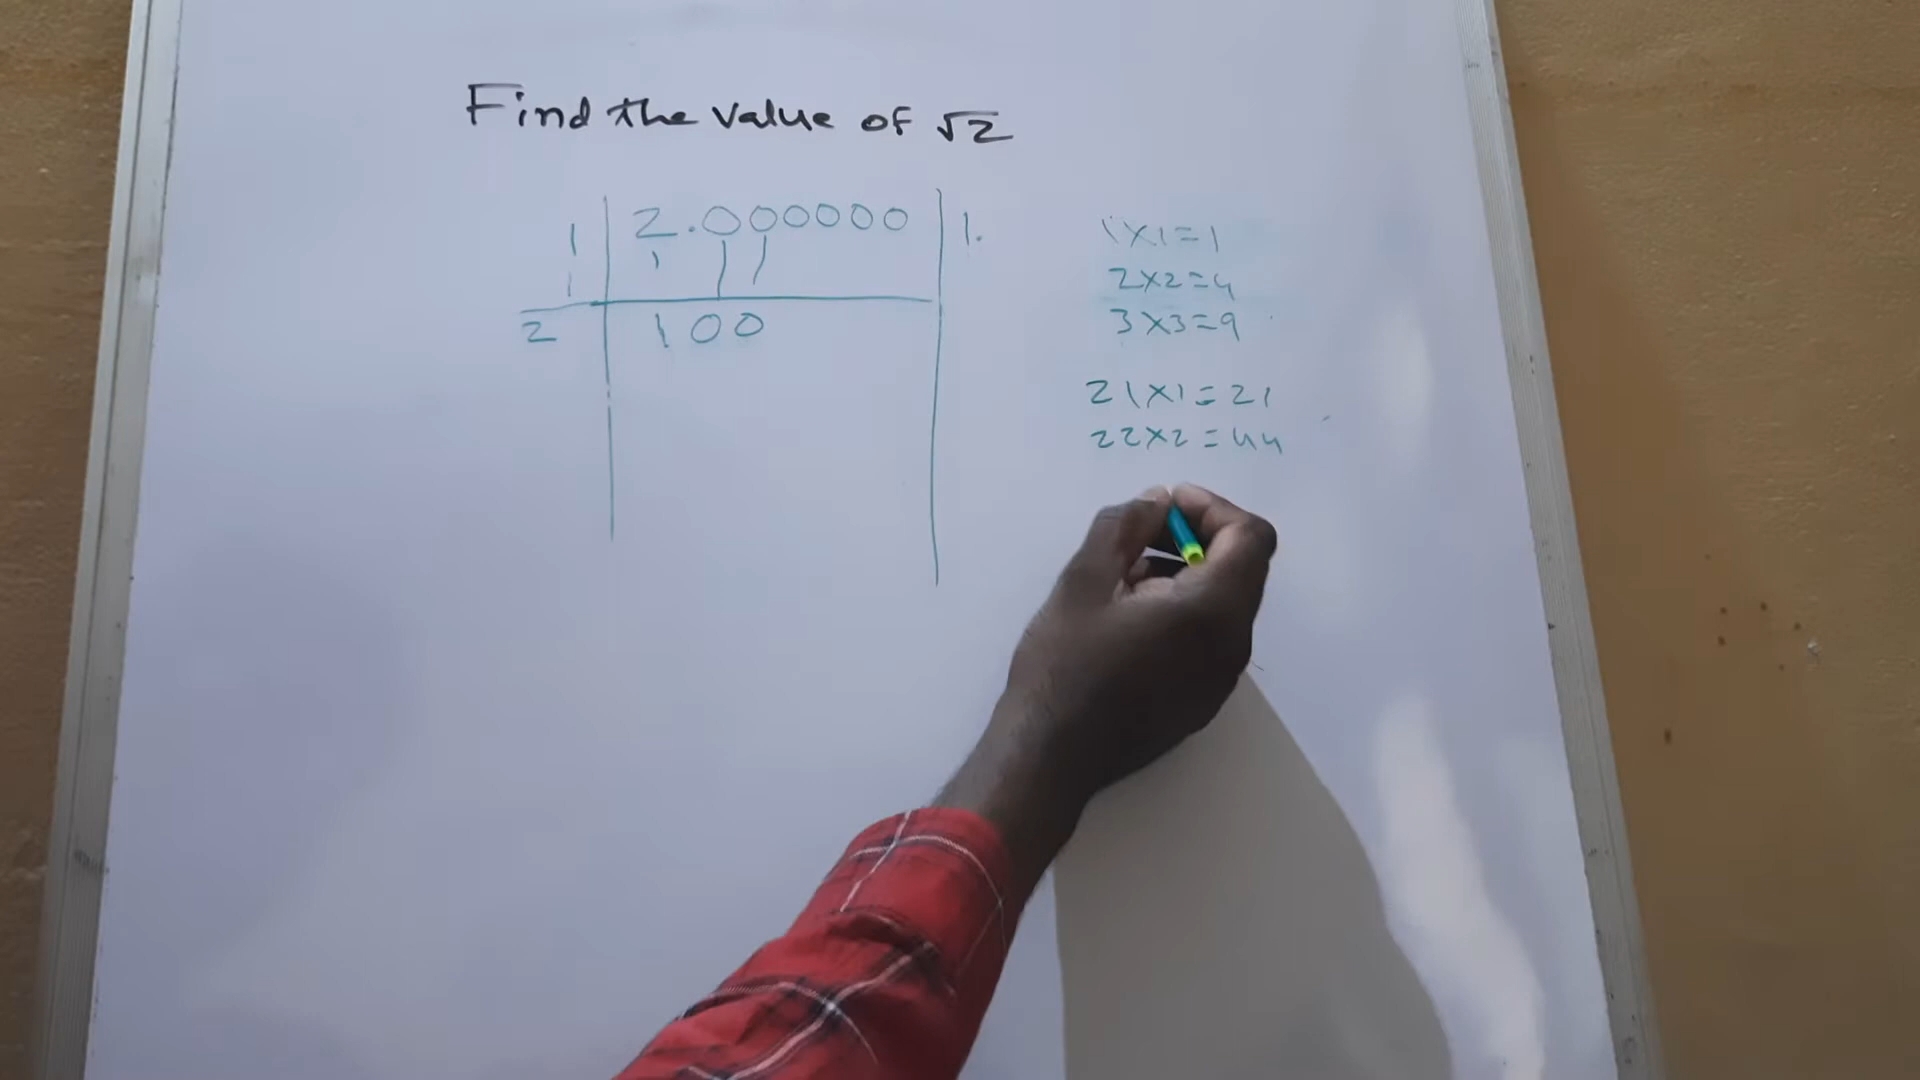 Find the value of √2
1 | 2.000000 | 1.
1 | 1
2 | 100
1×1=1
2×2=4
3×3=9
21×1=21
22×2=44